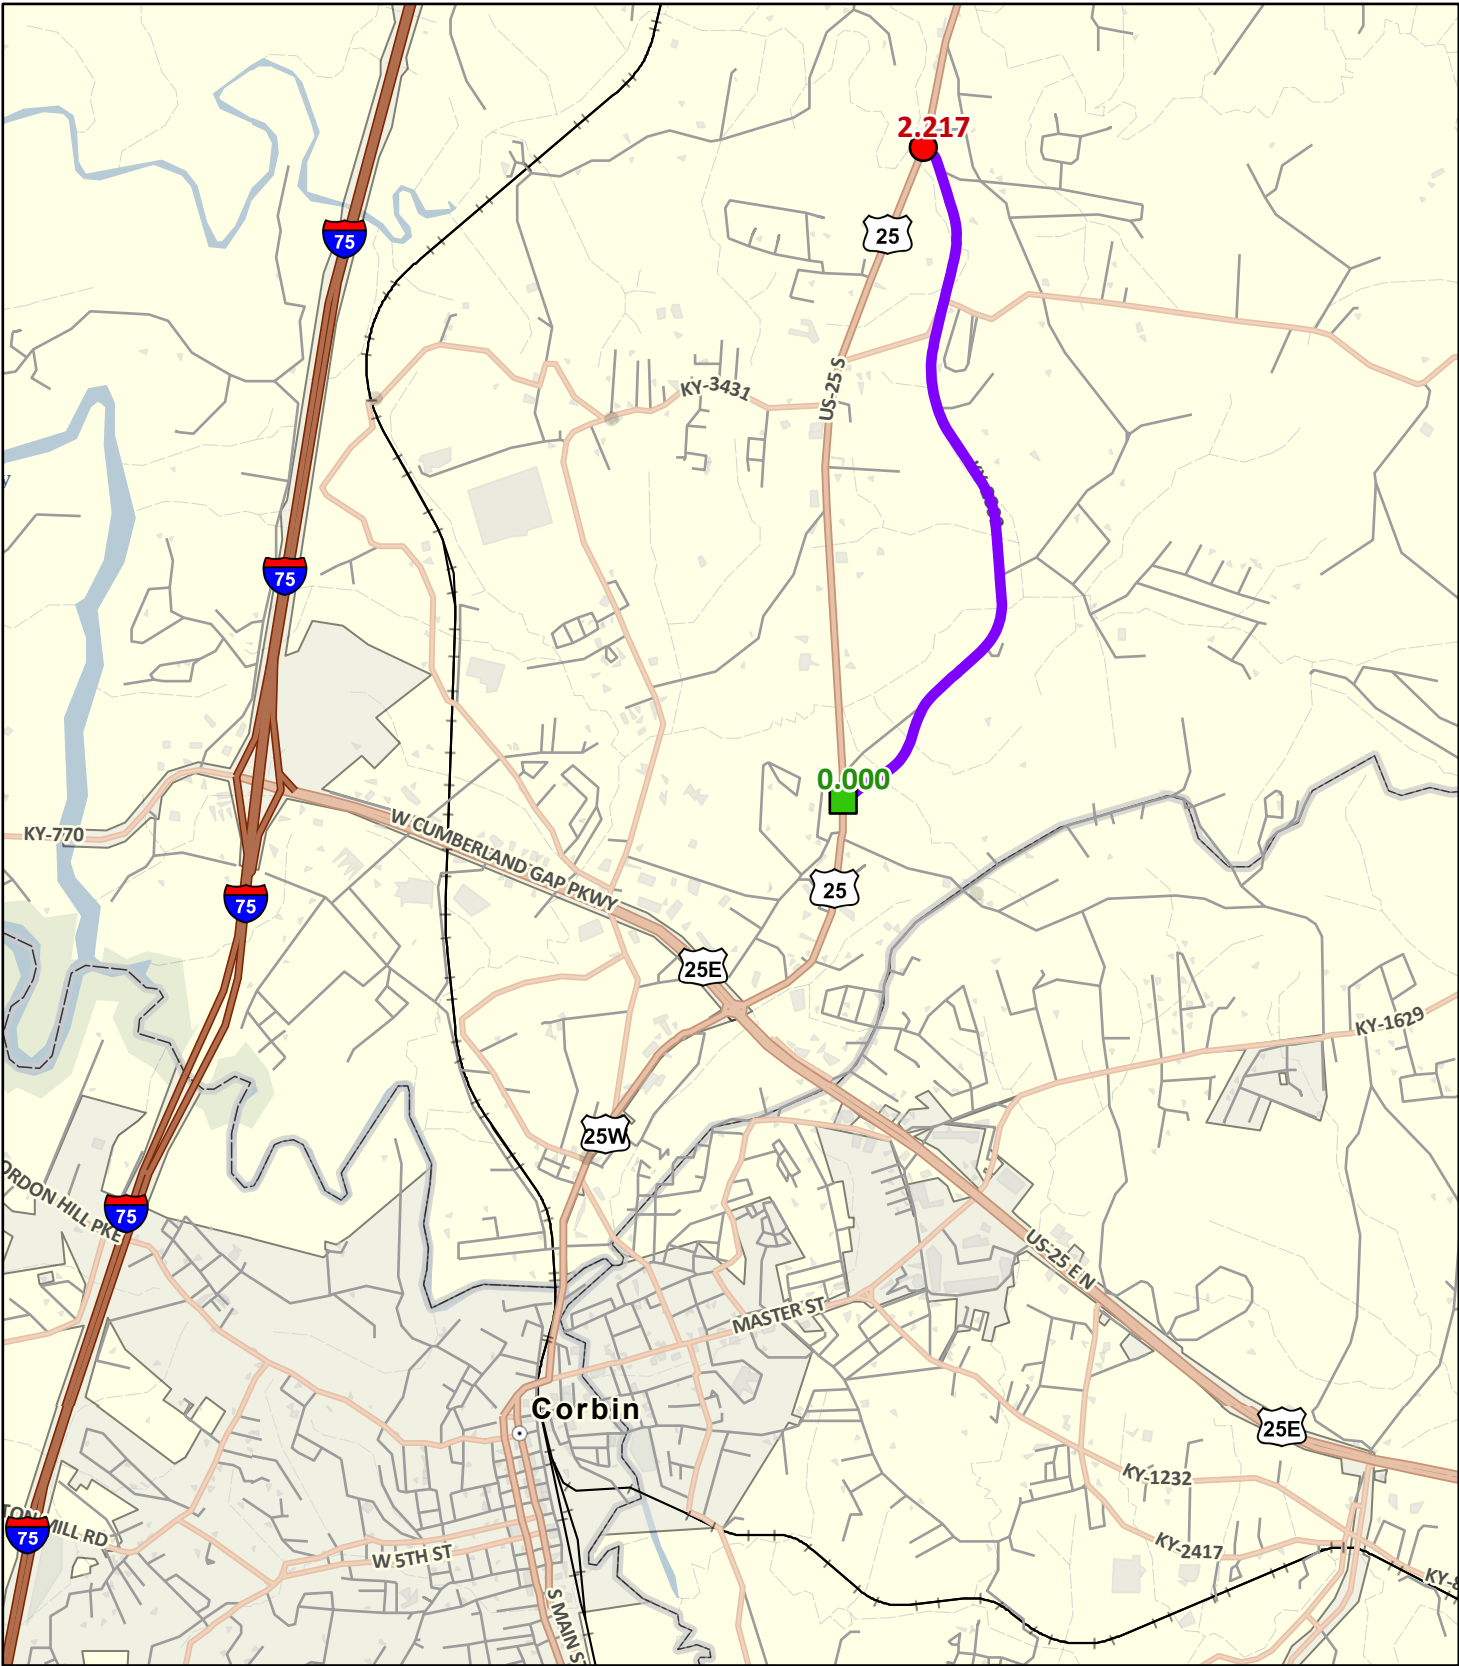 2.217
75
25
US-25 S
KY-3431
75
0.000
KY-770
W CUMBERLAND GAP PKWY
75
25
25E
KY-1629
25W
ORDON HILL PKE
75
US-25 E N
MASTER ST
Corbin
25E
KY-1232
75
MILL RD
W 5TH ST
KY-2417
S MAIN S
KY-8